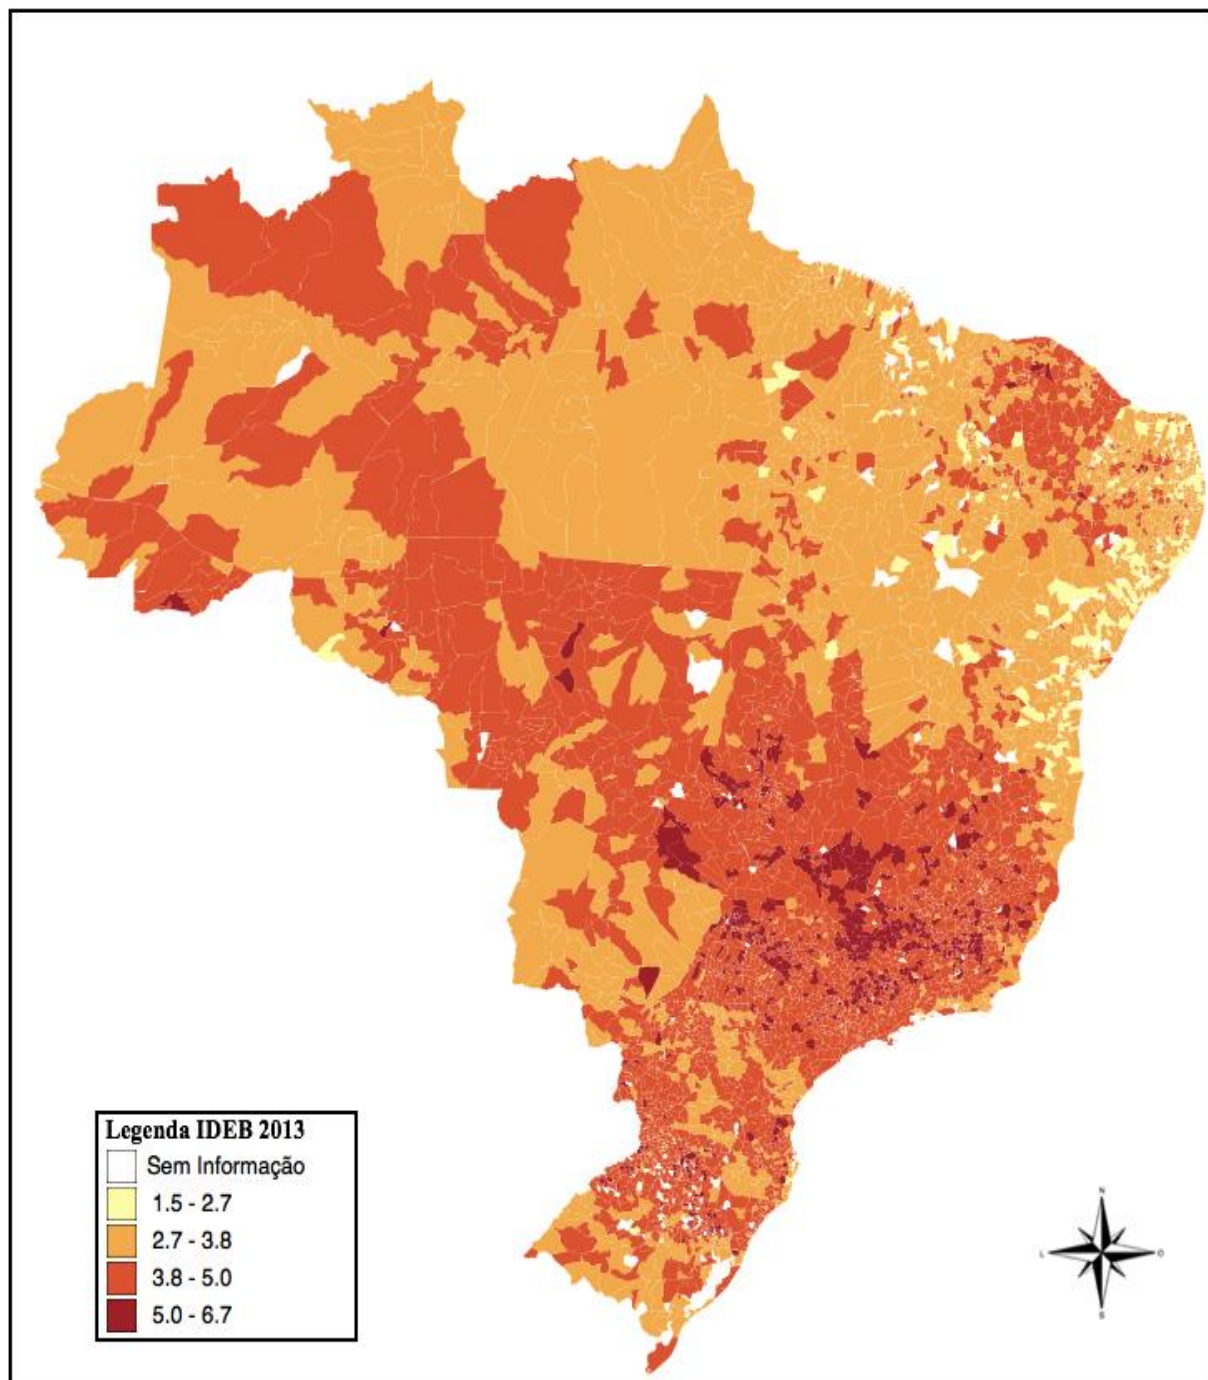 Legenda IDEB 2013
Sem Informação
1.5 - 2.7
2.7 - 3.8
3.8 - 5.0
5.0 - 6.7
N
L
O
S